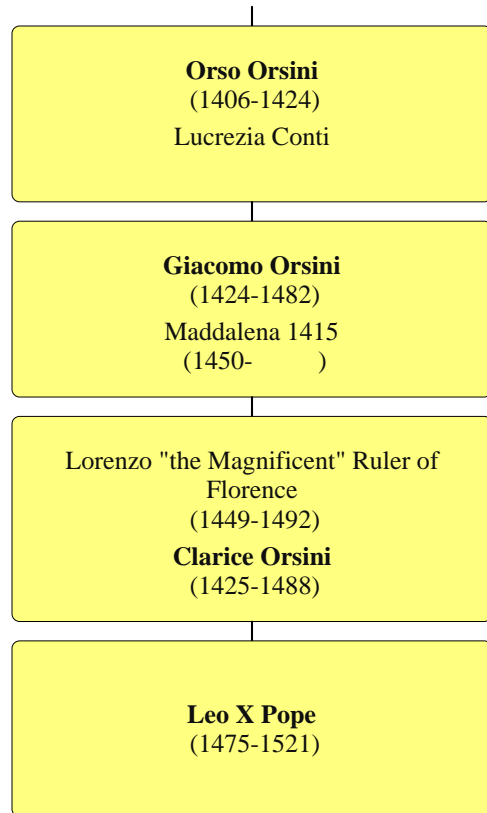 Orso Orsini
(1406-1424)
Lucrezia Conti
Giacomo Orsini
(1424-1482)
Maddalena 1415
(1450- )
Lorenzo "the Magnificent" Ruler of
Florence
(1449-1492)
Clarice Orsini
(1425-1488)
Leo X Pope
(1475-1521)